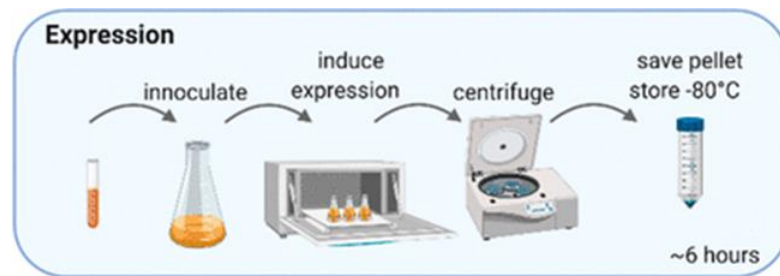 Expression
innoculate
induce
expression
centrifuge
save pellet
store -80°C
~6 hours